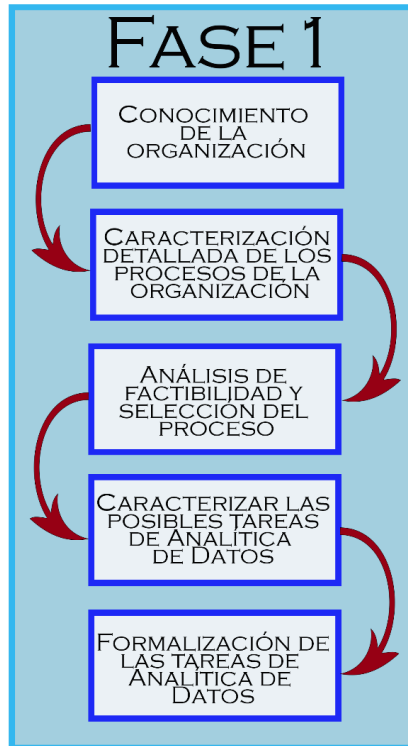 FASE 1
CONOCIMIENTO
DE LA
ORGANIZACIÓN
CARACTERIZACIÓN
DETALLADA DE LOS
PROCESOS DE LA
ORGANIZACIÓN
ANÁLISIS DE
FACTIBILIDAD Y
SELECCIÓN DEL
PROCESO
CARACTERIZAR LAS
POSIBLES TAREAS
DE ANALÍTICA
DE DATOS
FORMALIZACIÓN DE
LAS TAREAS DE
ANALÍTICA DE
DATOS